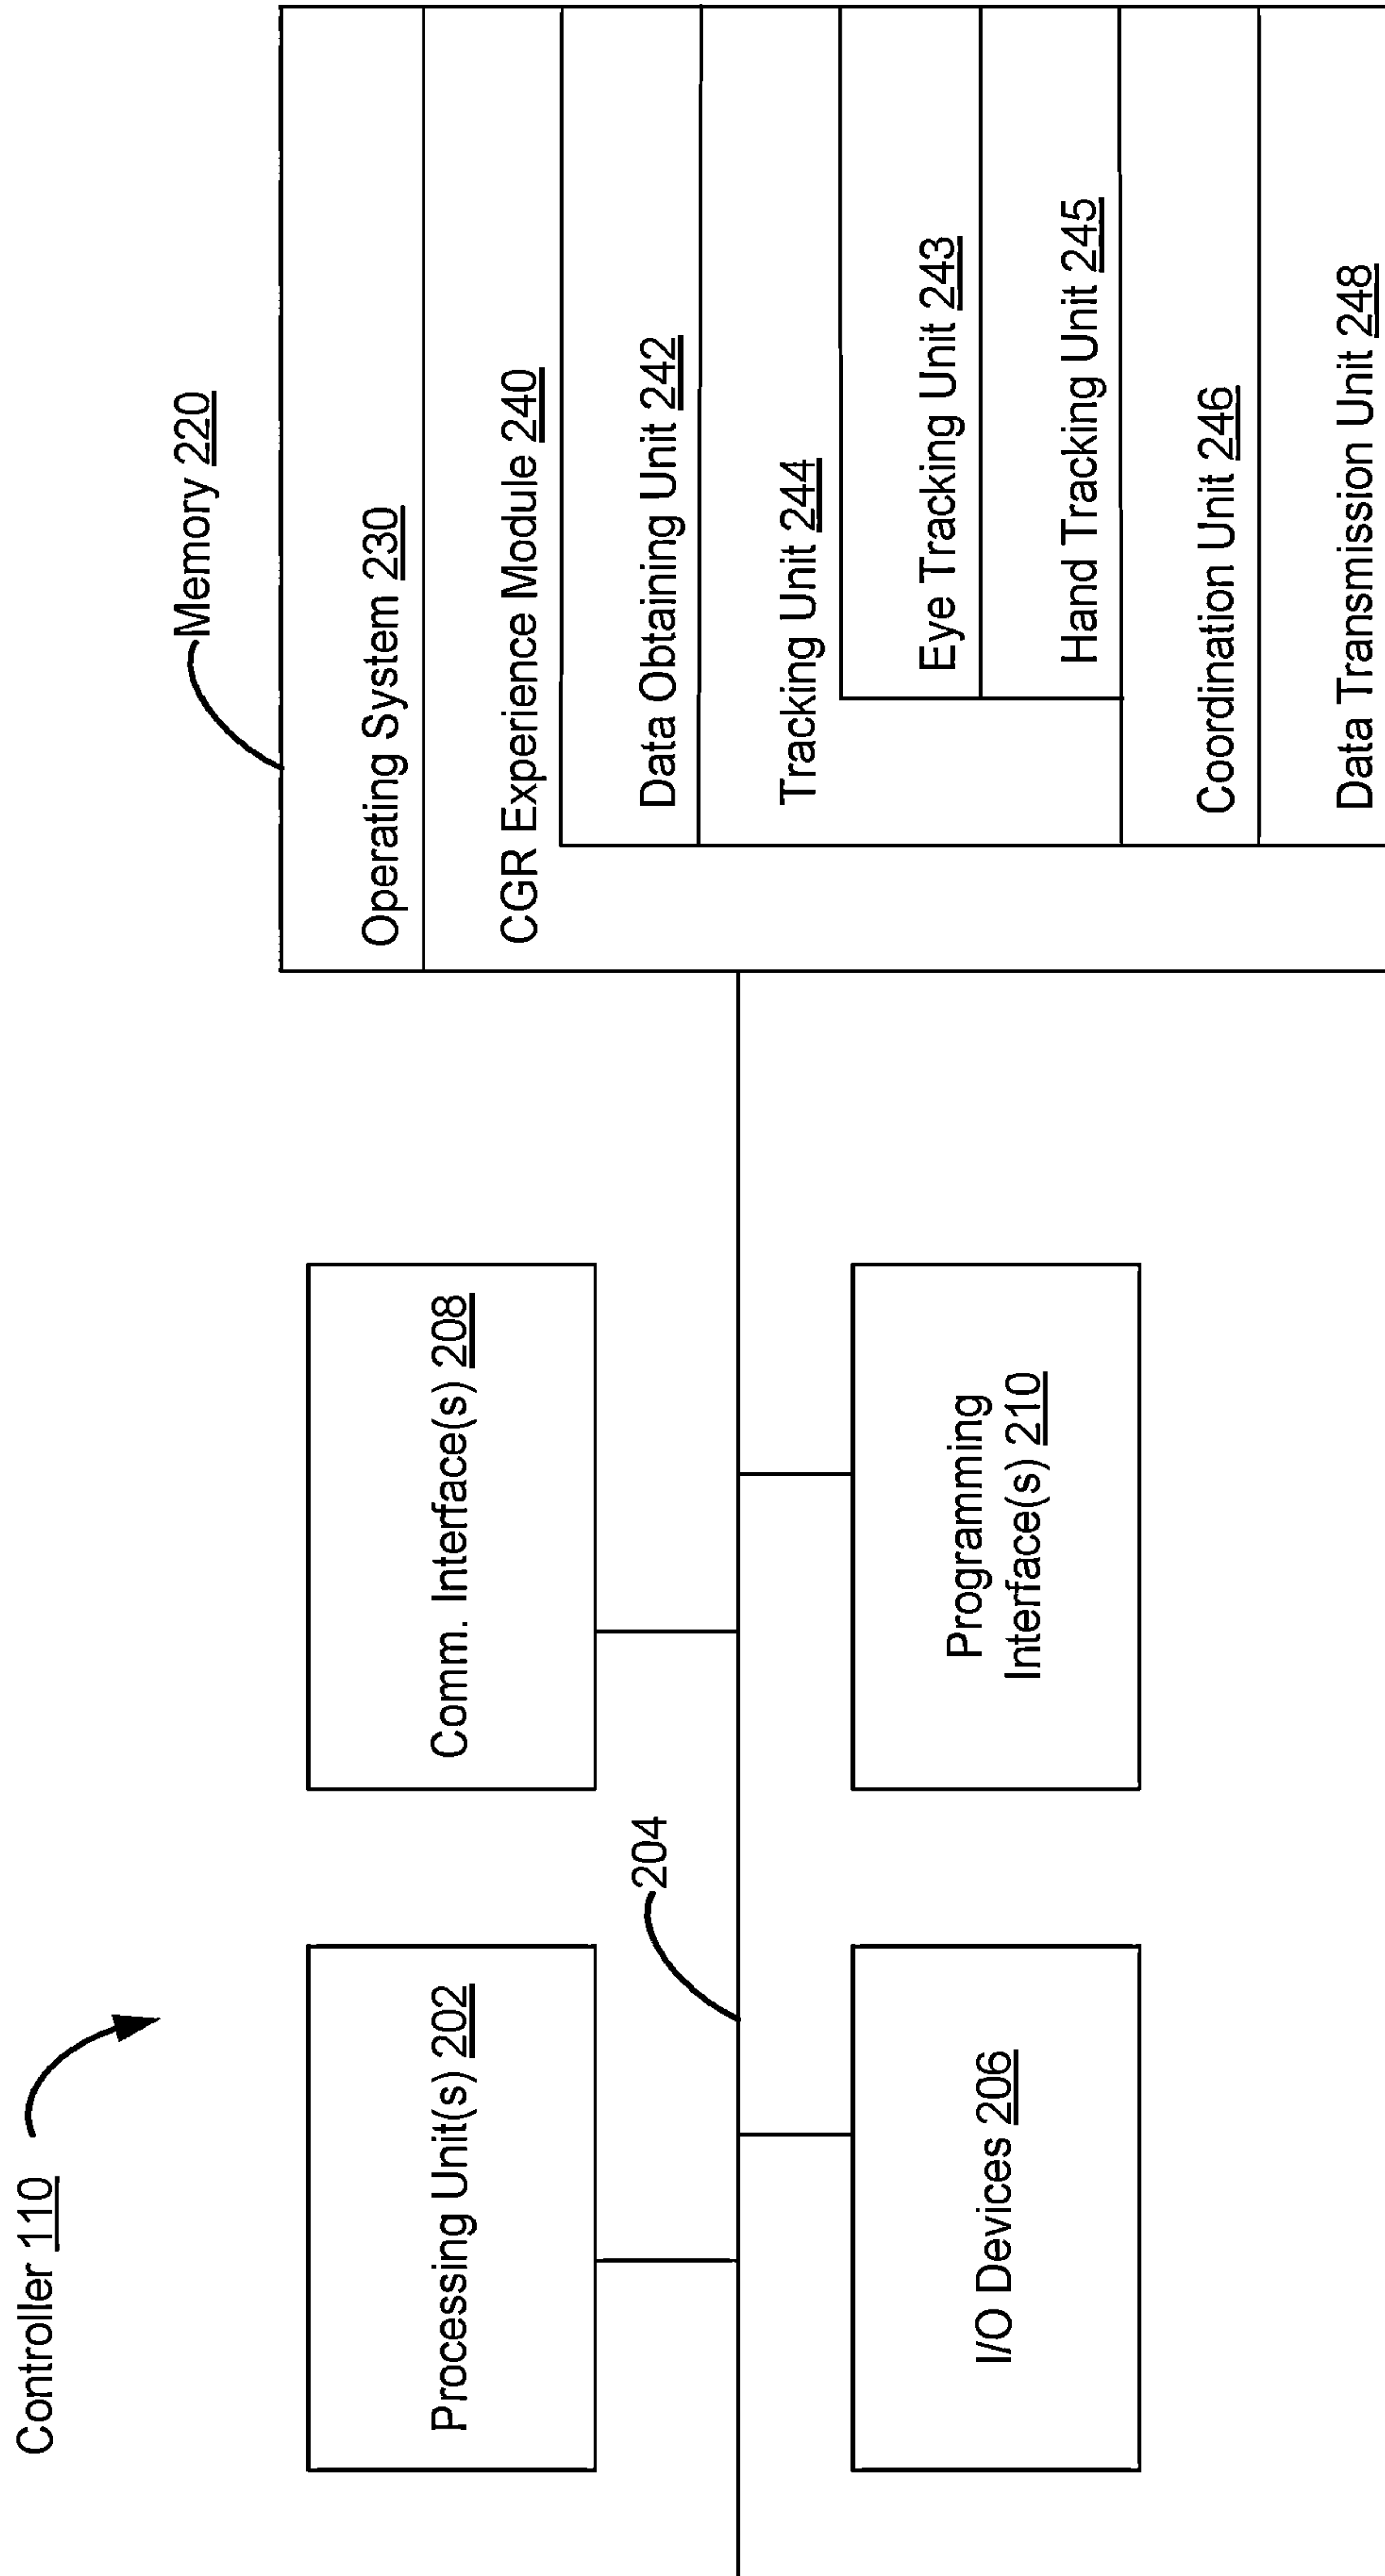 Controller 110
Processing Unit(s) 202
Comm. Interface(s) 208
204
I/O Devices 206
Programming
Interface(s) 210
Memory 220
Operating System 230
CGR Experience Module 240
Data Obtaining Unit 242
Tracking Unit 244
Eye Tracking Unit 243
Hand Tracking Unit 245
Coordination Unit 246
Data Transmission Unit 248